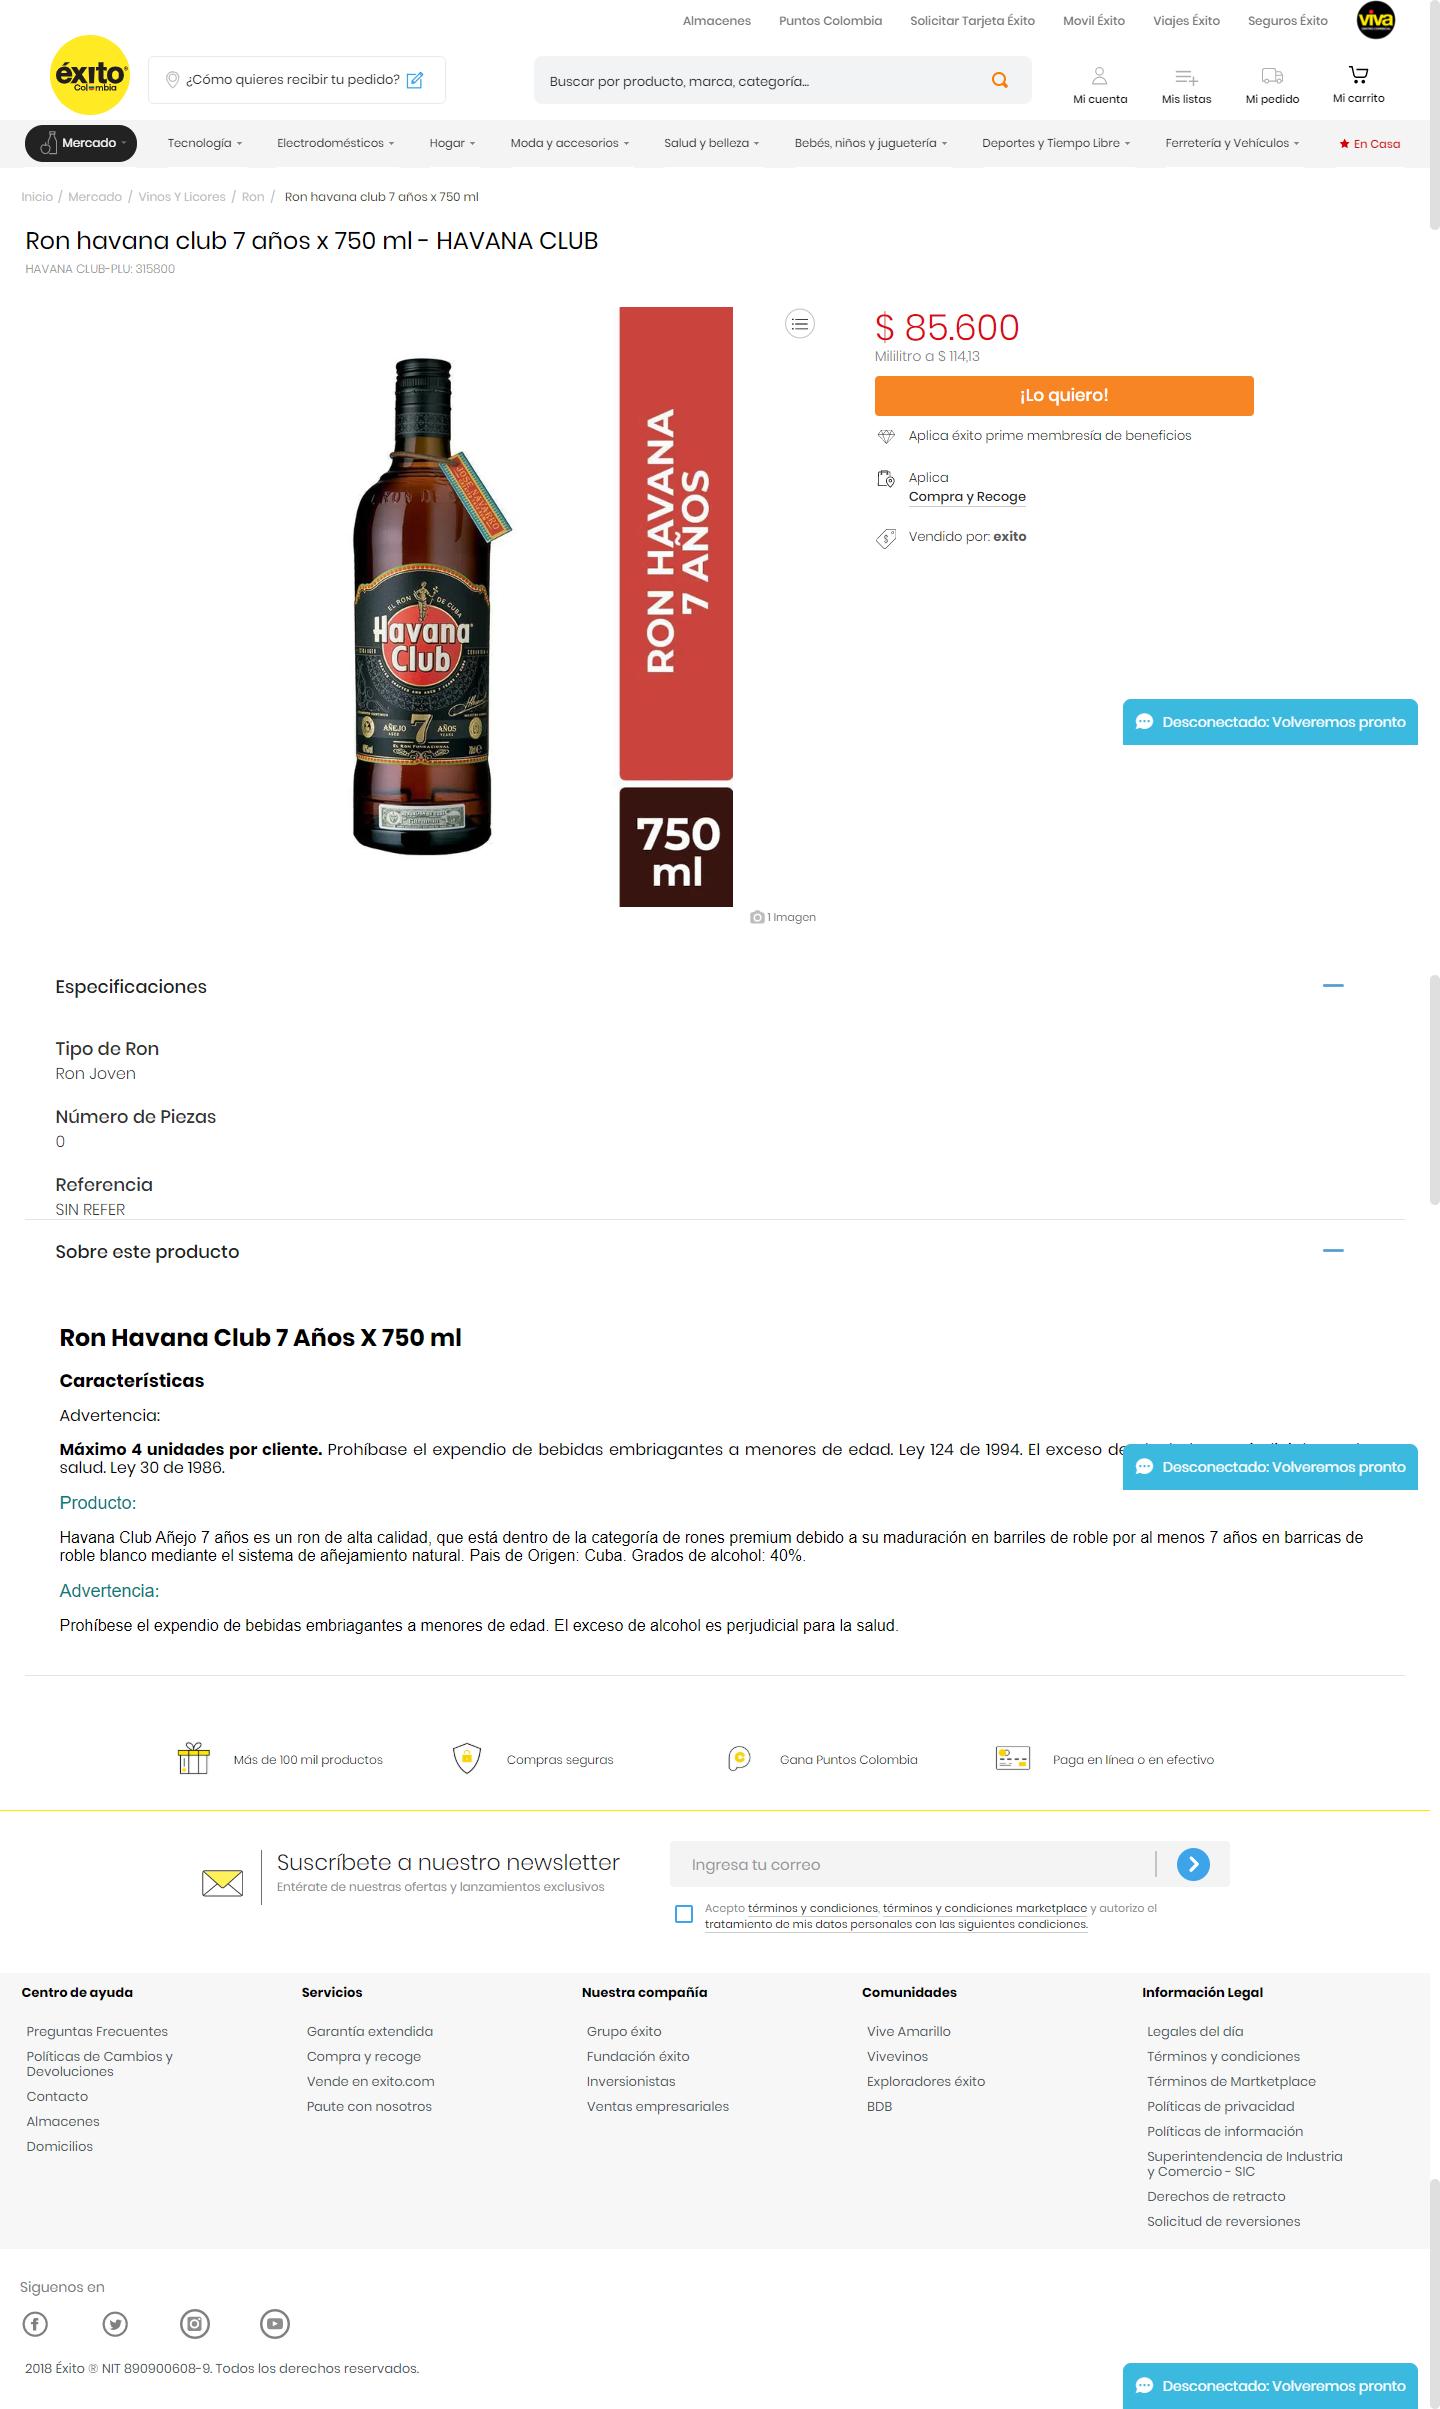 Almacenes Puntos Colombia Solicitar Tarjeta Éxito Movil Éxito Viajes Éxito Seguros Éxito viva
éxito
Colombia
¿Cómo quieres recibir tu pedido?
Buscar por producto, marca, categoría...
Mi cuenta Mis listas Mi pedido Mi carrito
Mercado Tecnología Electrodomésticos Hogar Moda y accesorios Salud y belleza Bebés, niños y juguetería Deportes y Tiempo Libre Ferretería y Vehículos En Casa
Inicio / Mercado / Vinos Y Licores / Ron / Ron havana club 7 años x 750 ml
Ron havana club 7 años x 750 ml - HAVANA CLUB
HAVANA CLUB-PLU: 315800
EL RON DE CUBA
Havana
Club
AÑEJO 7 AÑOS
RON HAVANA
7 AÑOS
750
ml
1 Imagen
$ 85.600
Mililitro a $ 114,13
¡Lo quiero!
Aplica éxito prime membresía de beneficios
Aplica
Compra y Recoge
Vendido por: exito
Desconectado: Volveremos pronto
Especificaciones
Tipo de Ron
Ron Joven
Número de Piezas
0
Referencia
SIN REFER
Sobre este producto
Ron Havana Club 7 Años X 750 ml
Características
Advertencia:
Máximo 4 unidades por cliente. Prohíbase el expendio de bebidas embriagantes a menores de edad. Ley 124 de 1994. El exceso de
salud. Ley 30 de 1986.
Desconectado: Volveremos pronto
Producto:
Havana Club Añejo 7 años es un ron de alta calidad, que está dentro de la categoría de rones premium debido a su maduración en barriles de roble por al menos 7 años en barricas de
roble blanco mediante el sistema de añejamiento natural. Pais de Origen: Cuba. Grados de alcohol: 40%.
Advertencia:
Prohíbese el expendio de bebidas embriagantes a menores de edad. El exceso de alcohol es perjudicial para la salud.
Más de 100 mil productos Compras seguras Gana Puntos Colombia Paga en línea o en efectivo
Suscríbete a nuestro newsletter
Entérate de nuestras ofertas y lanzamientos exclusivos
Ingresa tu correo
Acepto términos y condiciones, términos y condiciones marketplace y autorizo el
tratamiento de mis datos personales con las siguientes condiciones.
Centro de ayuda
Preguntas Frecuentes
Políticas de Cambios y
Devoluciones
Contacto
Almacenes
Domicilios
Servicios
Garantía extendida
Compra y recoge
Vende en exito.com
Paute con nosotros
Nuestra compañía
Grupo éxito
Fundación éxito
Inversionistas
Ventas empresariales
Comunidades
Vive Amarillo
Vivevinos
Exploradores éxito
BDB
Información Legal
Legales del día
Términos y condiciones
Términos de Martketplace
Políticas de privacidad
Políticas de información
Superintendencia de Industria
y Comercio - SIC
Derechos de retracto
Solicitud de reversiones
Siguenos en
2018 Éxito ® NIT 890900608-9. Todos los derechos reservados.
Desconectado: Volveremos pronto